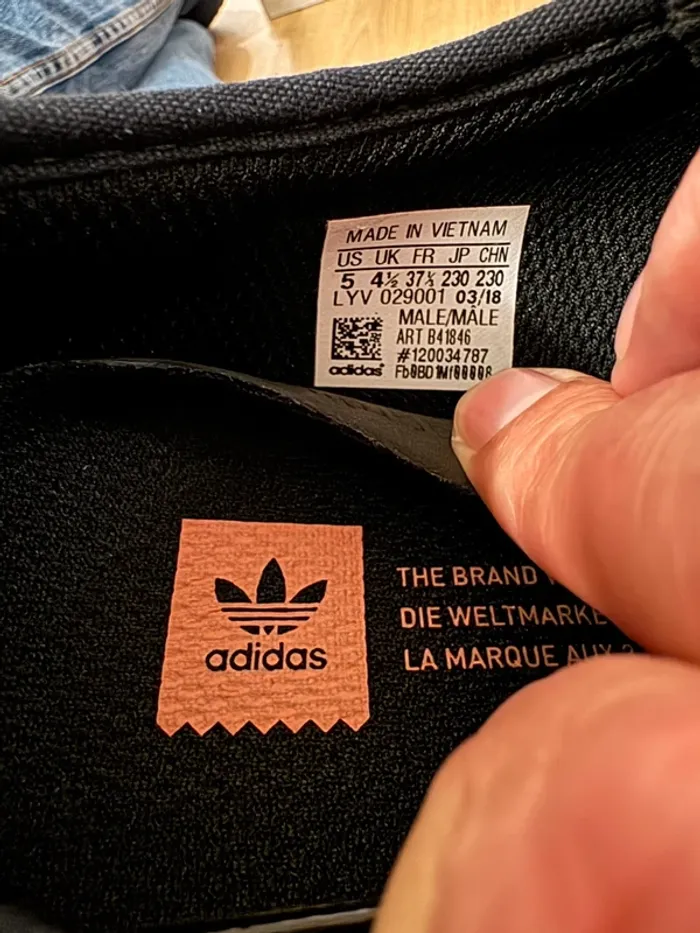 MADE IN VIETNAM
US UK FR JP CHN
5 4½ 37⅓ 230 230
LYV 029001 03/18
MALE/MÂLE
ART B41846
#120034787
adidas
adidas
THE BRAND
DIE WELTMARKE
LA MARQUE AUX 3